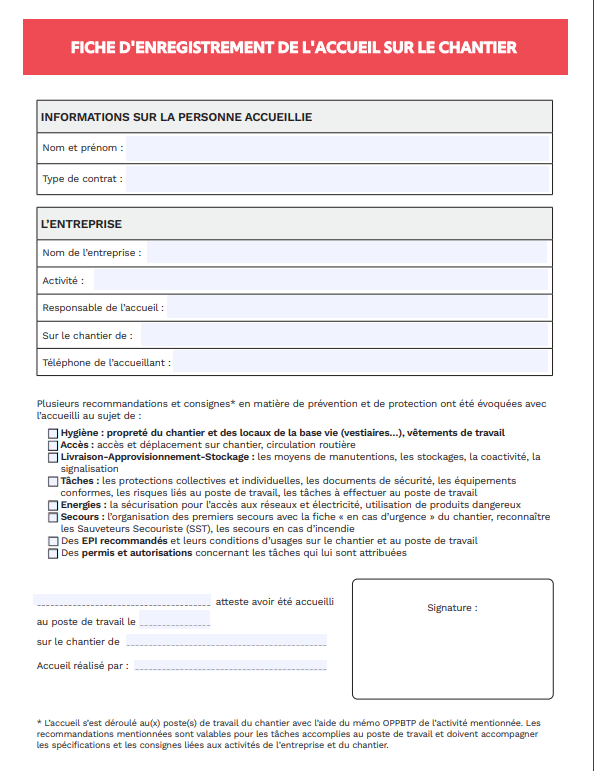 FICHE D'ENREGISTREMENT DE L'ACCUEIL SUR LE CHANTIER
INFORMATIONS SUR LA PERSONNE ACCUEILLIE
Nom et prénom :
Type de contrat :
L'ENTREPRISE
Nom de l'entreprise :
Activité :
Responsable de l'accueil :
Sur le chantier de :
Téléphone de l'accueillant :
Plusieurs recommandations et consignes* en matière de prévention et de protection ont été évoquées avec
l'accueilli au sujet de :
Hygiène : propreté du chantier et des locaux de la base vie (vestiaires...), vêtements de travail
Accès : accès et déplacement sur chantier, circulation routière
Livraison-Approvisionnement-Stockage : les moyens de manutentions, les stockages, la coactivité, la
signalisation
Tâches : les protections collectives et individuelles, les documents de sécurité, les équipements
conformes, les risques liés au poste de travail, les tâches à effectuer au poste de travail
Energies : la sécurisation pour l'accès aux réseaux et électricité, utilisation de produits dangereux
Secours : l'organisation des premiers secours avec la fiche « en cas d'urgence » du chantier, reconnaître
les Sauveteurs Secouriste (SST), les secours en cas d'incendie
Des EPI recommandés et leurs conditions d'usages sur le chantier et au poste de travail
Des permis et autorisations concernant les tâches qui lui sont attribuées
atteste avoir été accueilli
au poste de travail le
sur le chantier de
Accueil réalisé par :
Signature :
* L'accueil s'est déroulé au(x) poste(s) de travail du chantier avec l'aide du mémo OPPBTP de l'activité mentionnée. Les
recommandations mentionnées sont valables pour les tâches accomplies au poste de travail et doivent accompagner
les spécifications et les consignes liées aux activités de l'entreprise et du chantier.